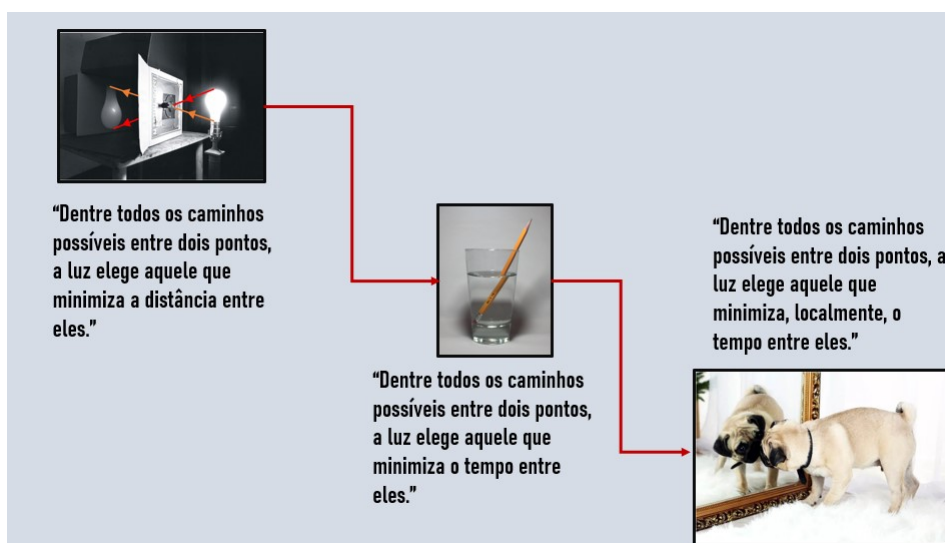 “Dentre todos os caminhos
possíveis entre dois pontos,
a luz elege aquele que
minimiza a distância entre
eles.”
“Dentre todos os caminhos
possíveis entre dois pontos,
a luz elege aquele que
minimiza o tempo entre
eles.”
“Dentre todos os caminhos
possíveis entre dois pontos, a
luz elege aquele que
minimiza, localmente, o
tempo entre eles.”